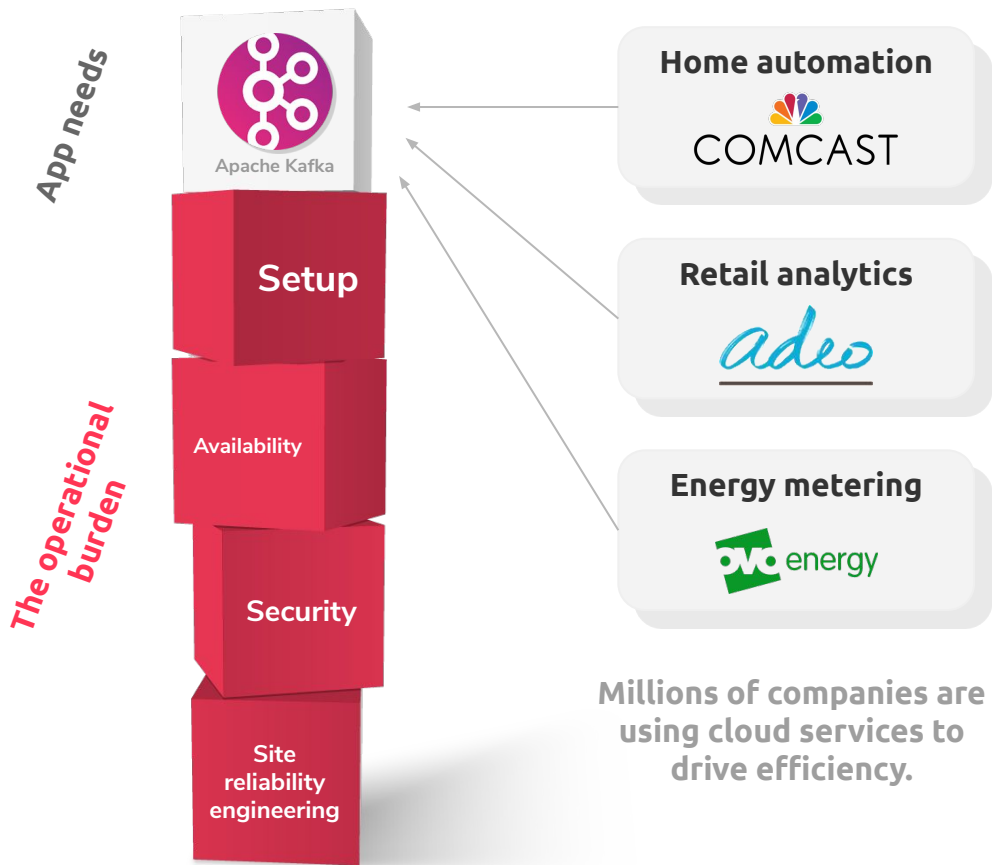 App needs
Apache Kafka
Setup
Availability
Security
Site
reliability
engineering
The operational
burden
Home automation
COMCAST
Retail analytics
adeo
Energy metering
ovo energy
Millions of companies are
using cloud services to
drive efficiency.